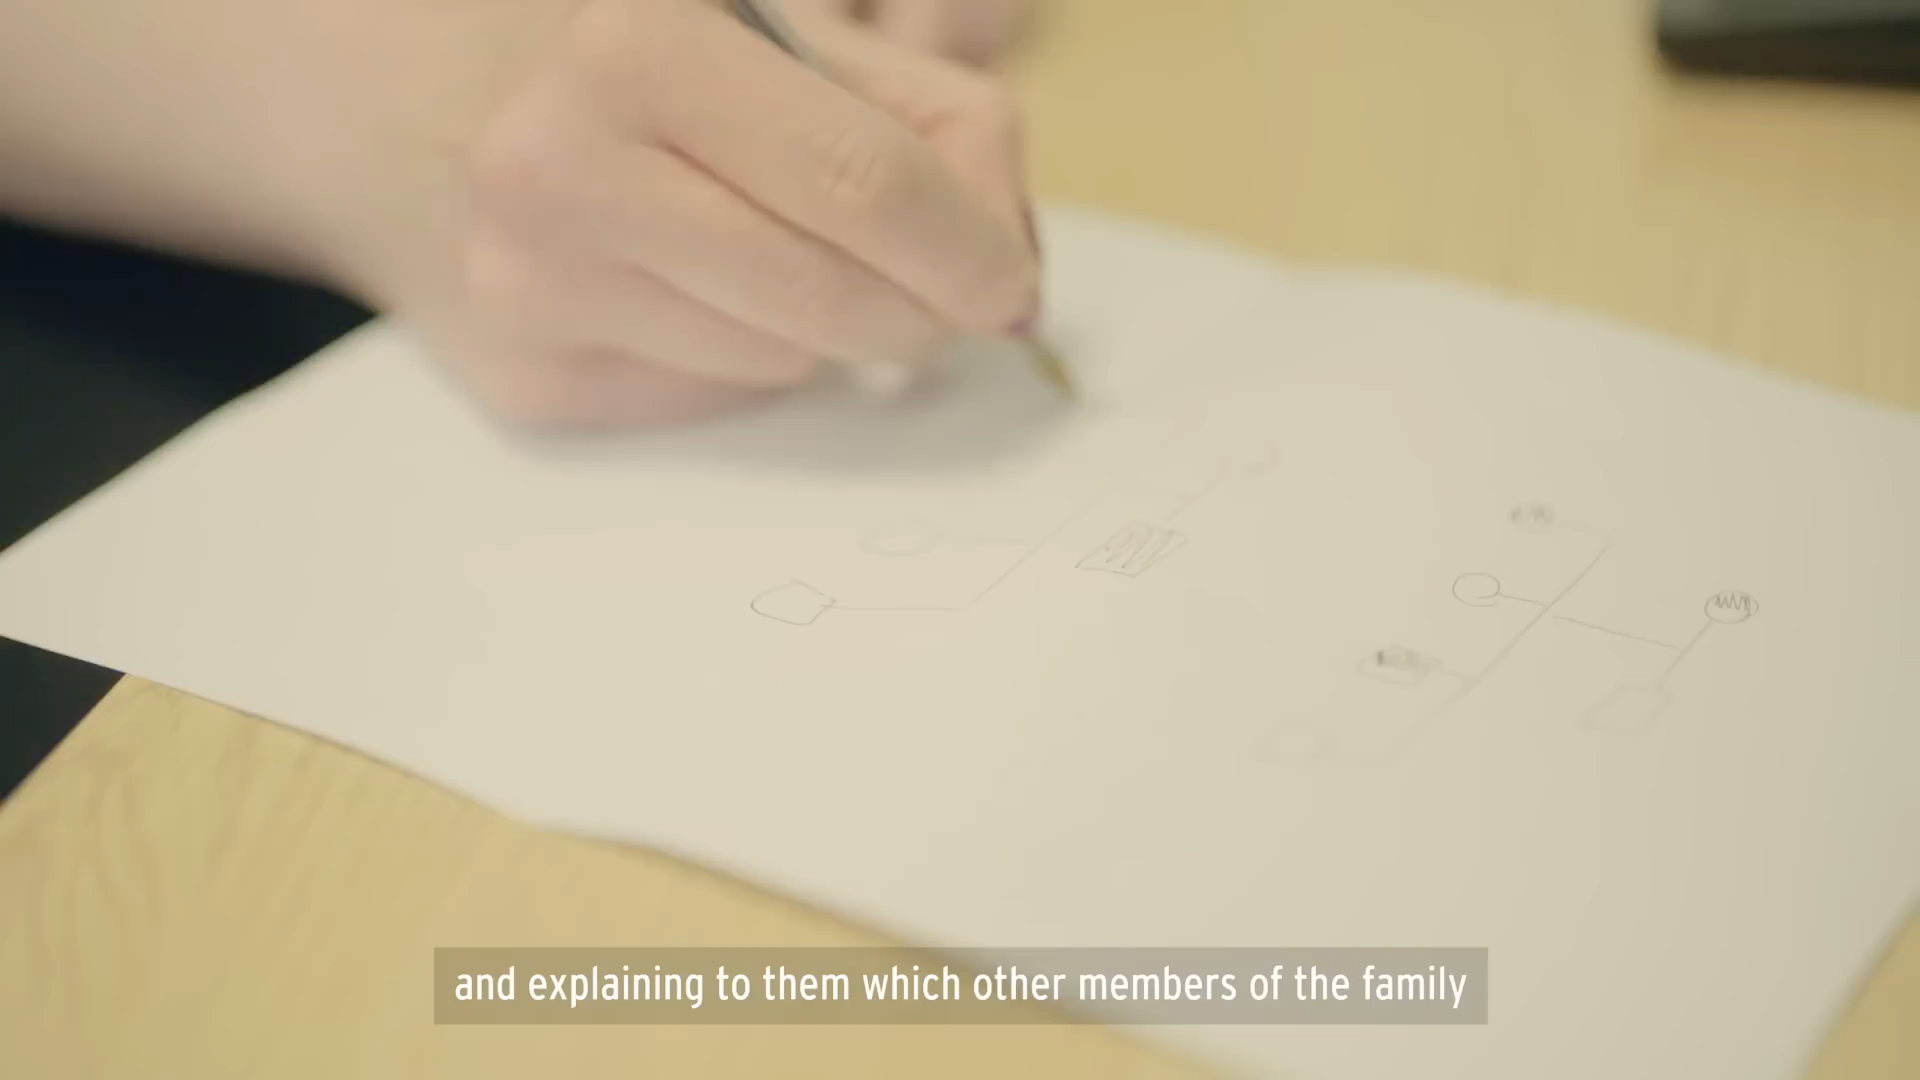 and explaining to them which other members of the family